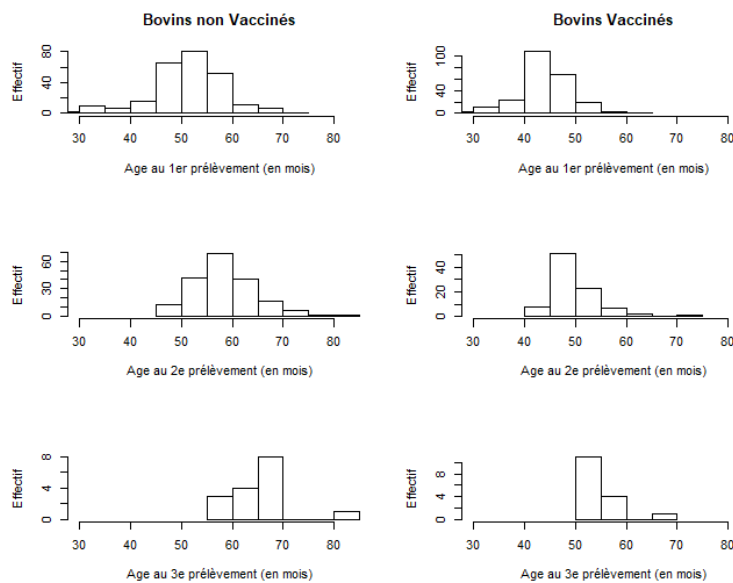 Bovins non Vaccinés
Effectif
0
40
80
30 40 50 60 70 80
Age au 1er prélèvement (en mois)
Bovins Vaccinés
Effectif
0
40
100
30 40 50 60 70 80
Age au 1er prélèvement (en mois)
Effectif
0
30
60
30 40 50 60 70 80
Age au 2e prélèvement (en mois)
Effectif
0
20
40
30 40 50 60 70 80
Age au 2e prélèvement (en mois)
Effectif
0
4
8
30 40 50 60 70 80
Age au 3e prélèvement (en mois)
Effectif
0
4
8
30 40 50 60 70 80
Age au 3e prélèvement (en mois)